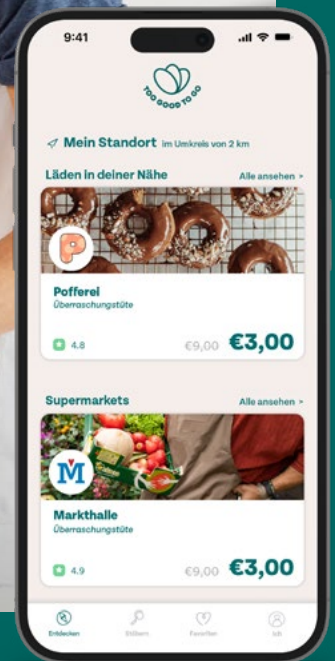 9:41
TOO GOOD TO GO
Mein Standort im Umkreis von 2 km
Läden in deiner Nähe Alle ansehen >
P
Pofferei
Überraschungstüte
4.8 €9,00 €3,00
Supermarkets Alle ansehen >
M
Markthalle
Überraschungstüte
4.9 €9,00 €3,00
Entdecken Stöbern Favoriten Ich